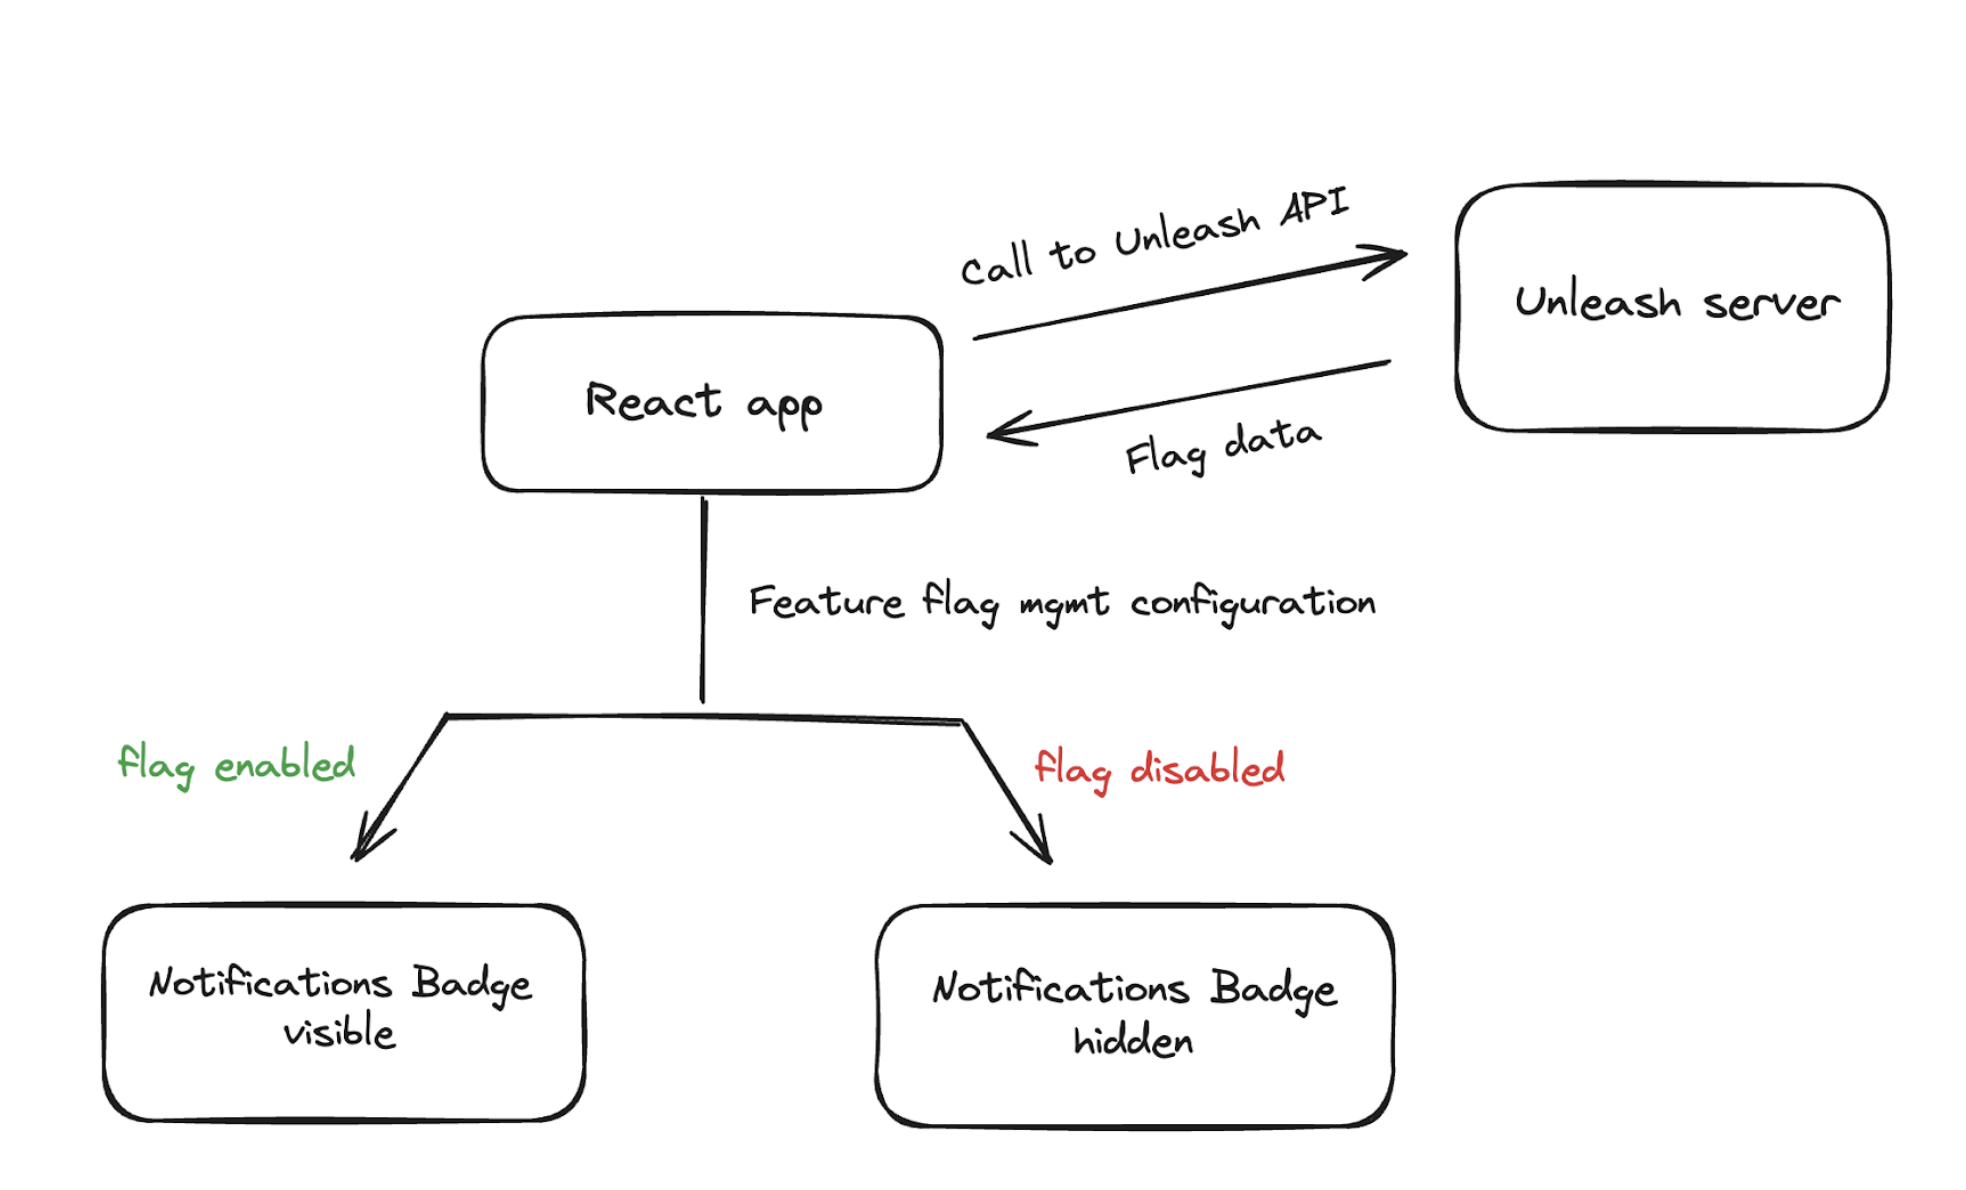 Call to Unleash API
Unleash server
React app
Flag data
Feature flag mgmt configuration
flag enabled
flag disabled
Notifications Badge
visible
Notifications Badge
hidden